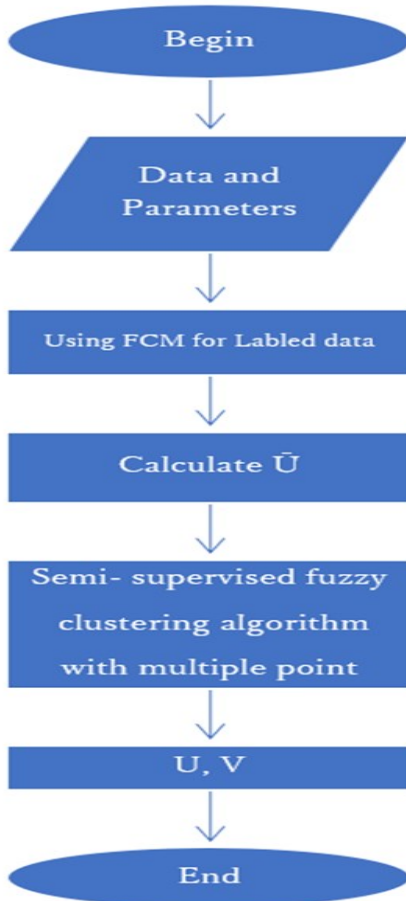 Begin
Data and
Parameters
Using FCM for Labled data
Calculate Ū
Semi- supervised fuzzy
clustering algorithm
with multiple point
U, V
End